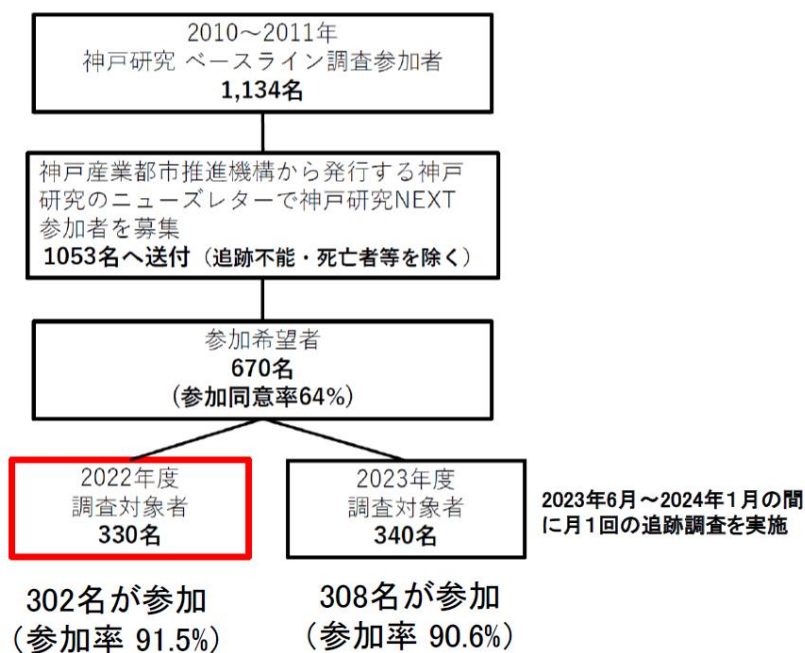 2010～2011年
神戸研究 ベースライン調査参加者
1,134名
神戸産業都市推進機構から発行する神戸
研究のニューズレターで神戸研究NEXT
参加者を募集
1053名へ送付（追跡不能・死亡者等を除く）
参加希望者
670名
(参加同意率64%)
2022年度
調査対象者
330名
2023年度
調査対象者
340名
2023年6月～2024年1月の間
に月1回の追跡調査を実施
302名が参加
(参加率 91.5%)
308名が参加
(参加率 90.6%)